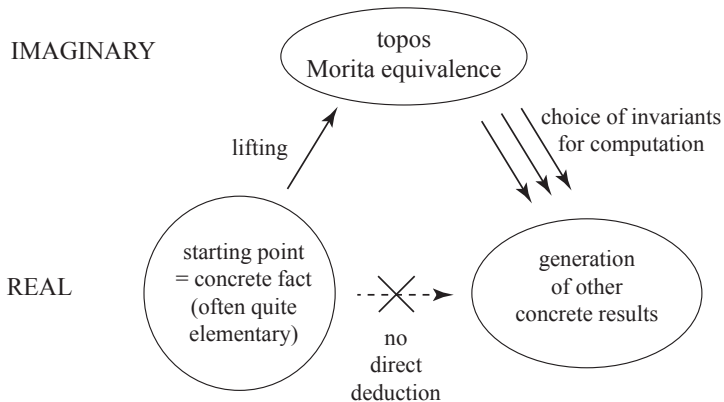 IMAGINARY
topos
Morita equivalence
lifting
choice of invariants
for computation
REAL
starting point
= concrete fact
(often quite
elementary)
no
direct
deduction
generation
of other
concrete results